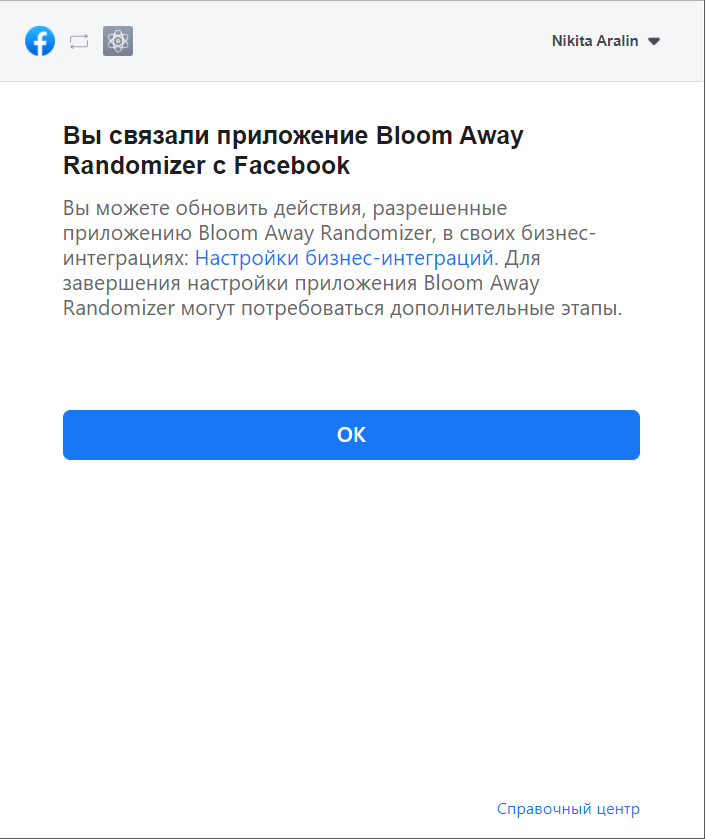 Nikita Aralin
Вы связали приложение Bloom Away
Randomizer с Facebook
Вы можете обновить действия, разрешенные
приложению Bloom Away Randomizer, в своих бизнес-
интеграциях: Настройки бизнес-интеграций. Для
завершения настройки приложения Bloom Away
Randomizer могут потребоваться дополнительные этапы.
ОК
Справочный центр